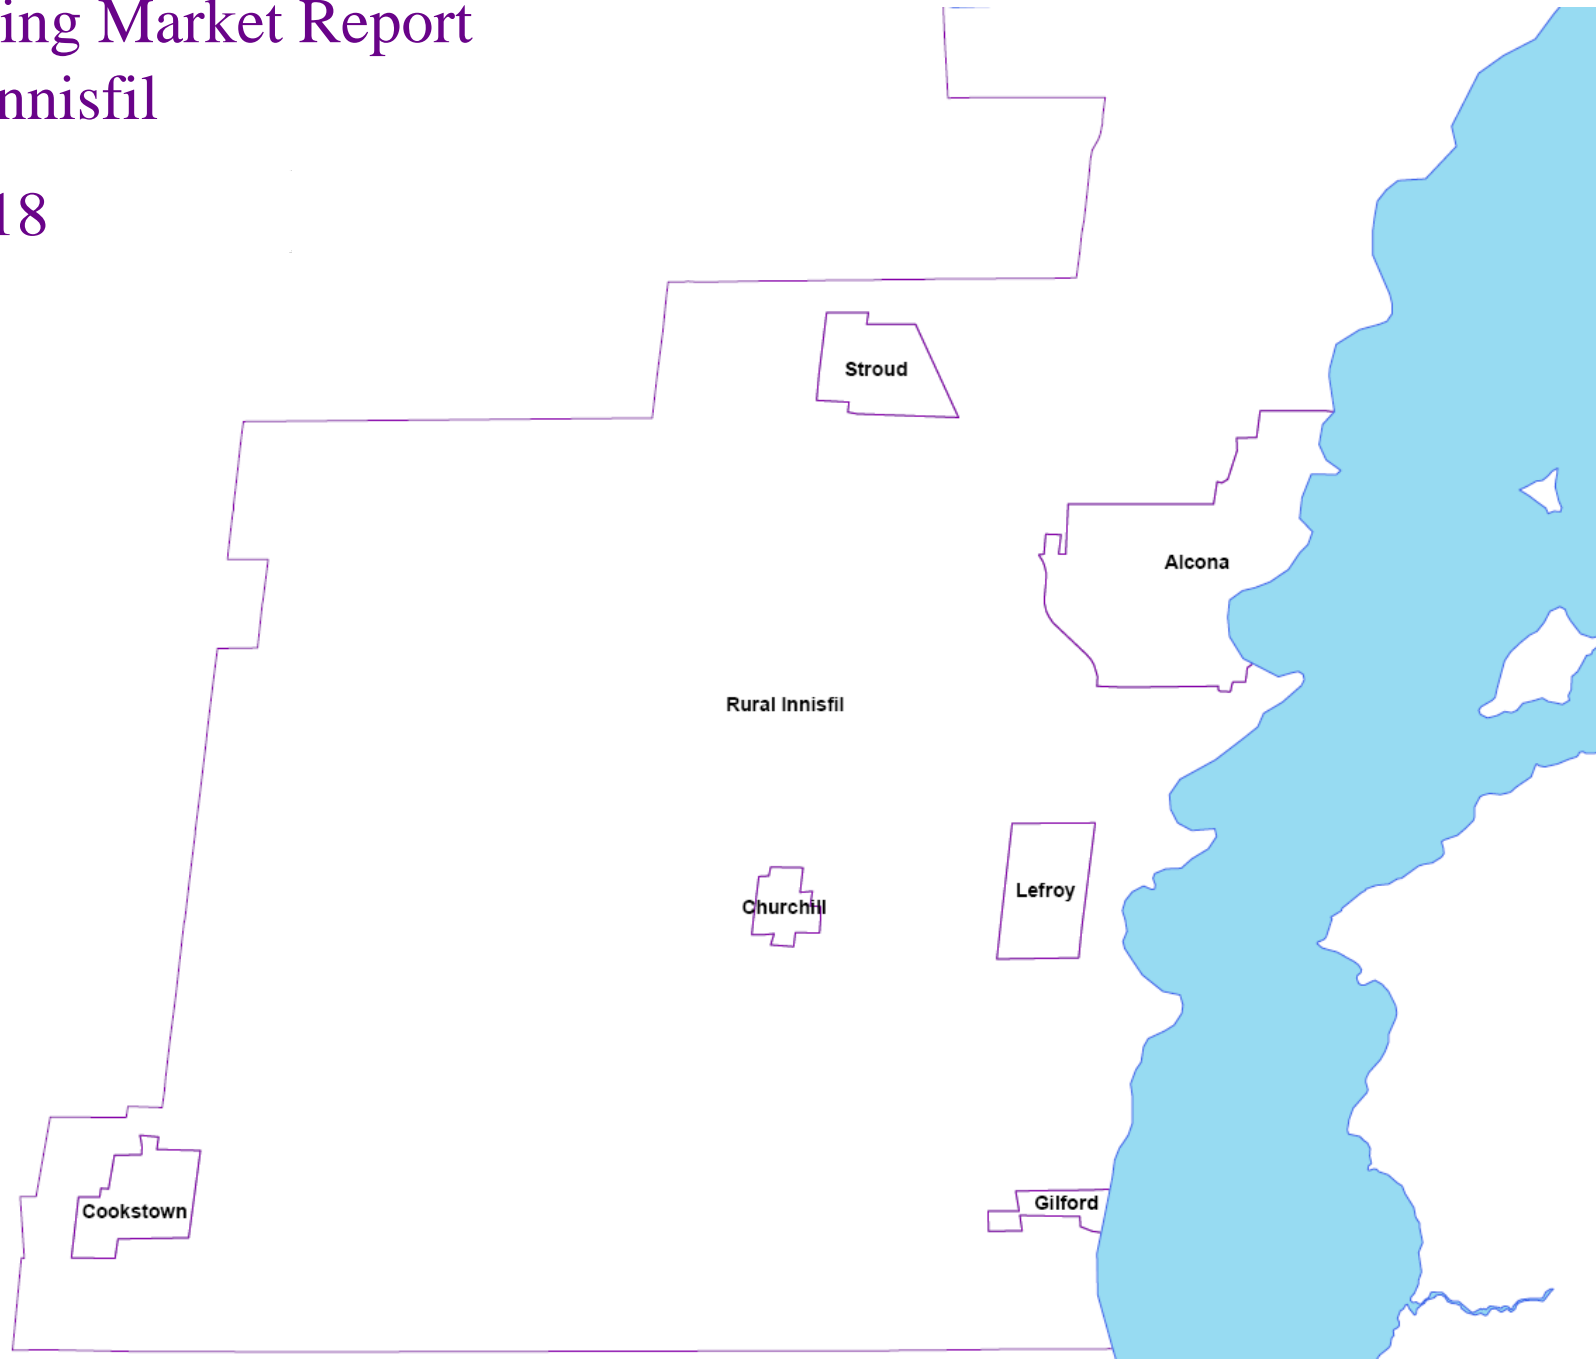 ing Market Report
nnisfil
18
Stroud
Alcona
Rural Innisfil
Lefroy
Churchill
Gilford
Cookstown